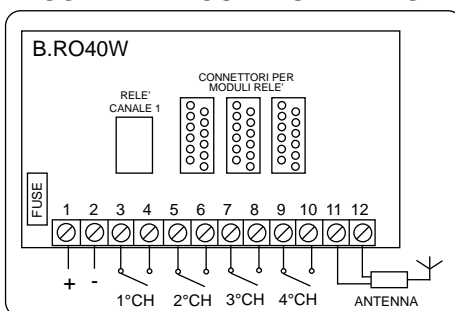 B.RO40W
CONNETTORI PER
MODULI RELE'
RELE'
CANALE 1
FUSE
1 2 3 4 5 6 7 8 9 10 11 12
+ -
1°CH 2°CH 3°CH 4°CH ANTENNA